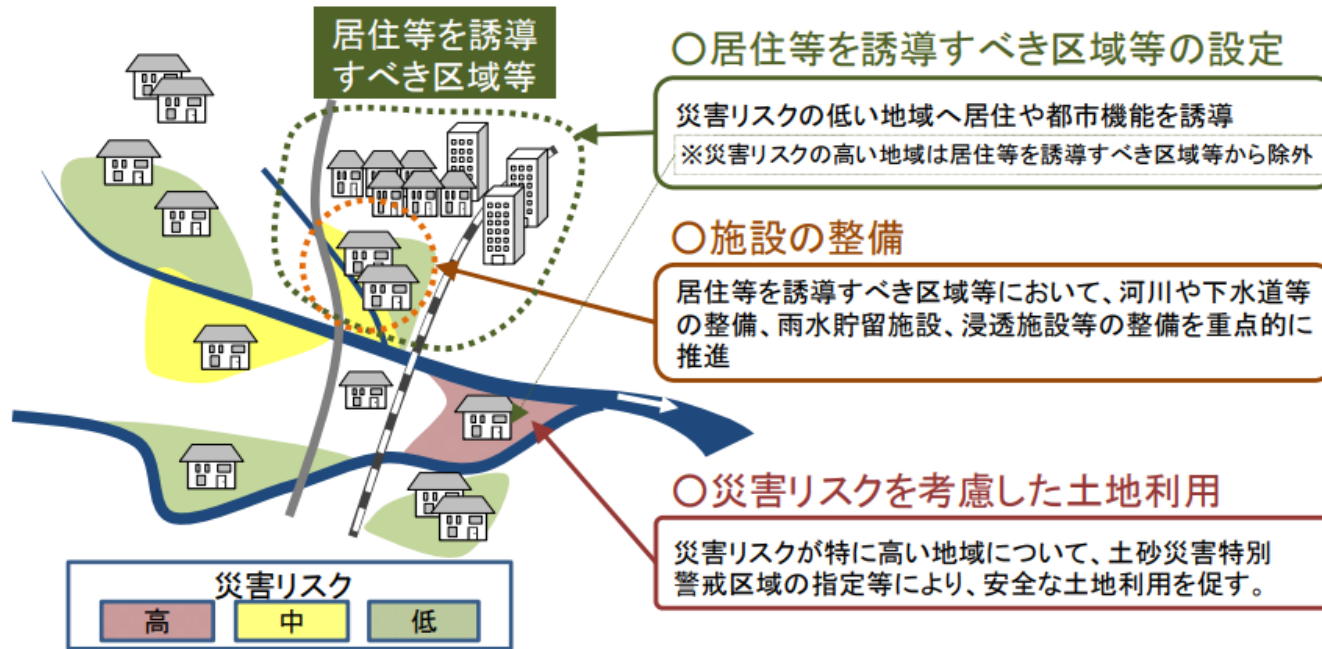 居住等を誘導
すべき区域等
〇居住等を誘導すべき区域等の設定
災害リスクの低い地域へ居住や都市機能を誘導
※災害リスクの高い地域は居住等を誘導すべき区域等から除外
〇施設の整備
居住等を誘導すべき区域等において、河川や下水道等
の整備、雨水貯留施設、浸透施設等の整備を重点的に
推進
〇災害リスクを考慮した土地利用
災害リスクが特に高い地域について、土砂災害特別
警戒区域の指定等により、安全な土地利用を促す。
災害リスク
高 中 低